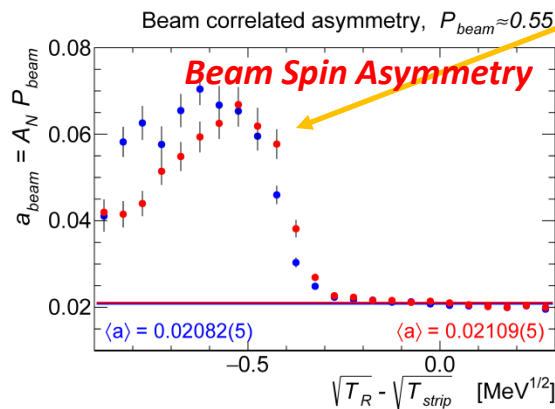 Beam correlated asymmetry, P_beam≈0.55
Beam Spin Asymmetry
a_beam = A_N P_beam
0.08
0.06
0.04
0.02
⟨a⟩ = 0.02082(5)
⟨a⟩ = 0.02109(5)
−0.5
0.0
√T_R - √T_strip [MeV^1/2]